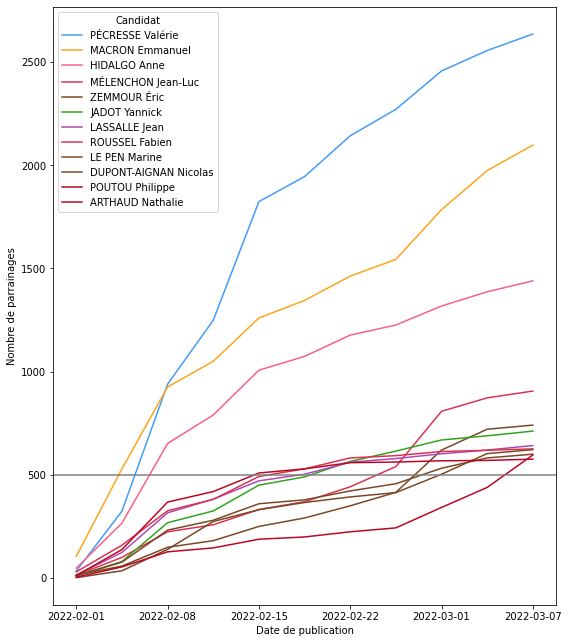 Candidat
PÉCRESSE Valérie
MACRON Emmanuel
HIDALGO Anne
MÉLENCHON Jean-Luc
ZEMMOUR Éric
JADOT Yannick
LASSALLE Jean
ROUSSEL Fabien
LE PEN Marine
DUPONT-AIGNAN Nicolas
POUTOU Philippe
ARTHAUD Nathalie
Nombre de parrainages
2500
2000
1500
1000
500
0
2022-02-01
2022-02-08
2022-02-15
2022-02-22
2022-03-01
2022-03-07
Date de publication